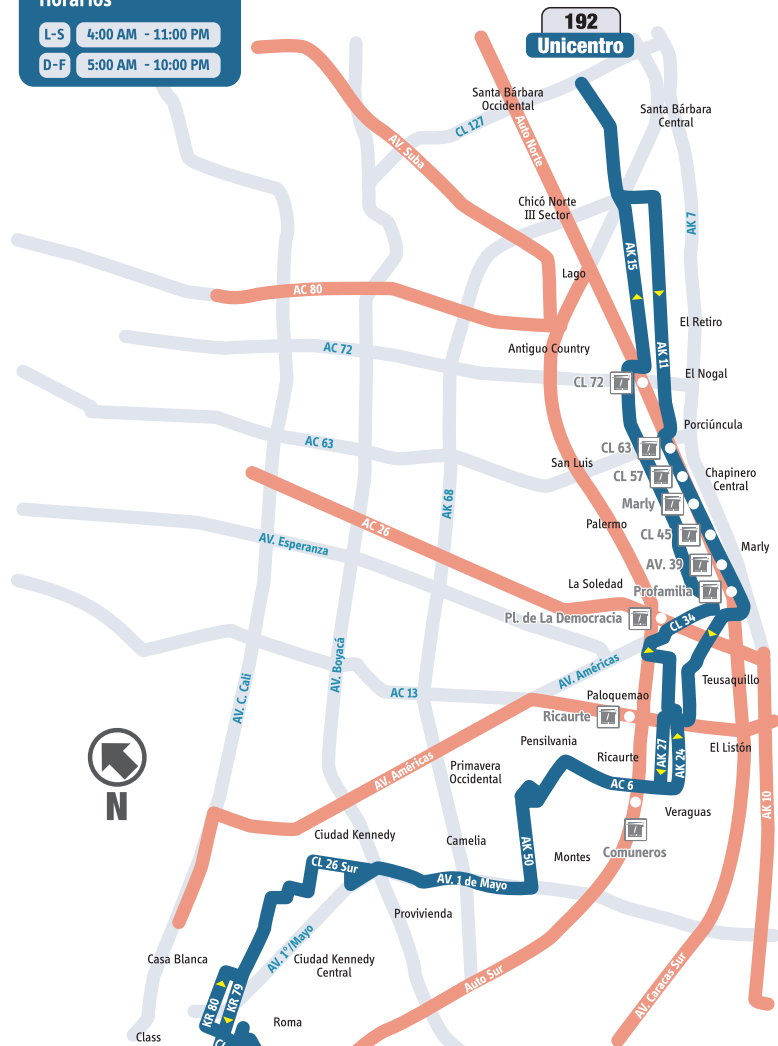 Horarios
L-S
4:00 AM - 11:00 PM
D-F
5:00 AM - 10:00 PM
192
Unicentro
Santa Bárbara
Occidental
Santa Bárbara
Central
CL 127
Auto Norte
AV. Suba
Chicó Norte
III Sector
AK 7
AK 15
Lago
AC 80
El Retiro
AC 72
Antiguo Country
AK 11
El Nogal
CL 72
Porciúncula
AC 63
CL 63
San Luis
CL 57
Chapinero
Central
AK 68
Marly
AC 26
Palermo
CL 45
AV. Esperanza
Marly
AV. 39
La Soledad
Profamilia
Pl. de La Democracia
CL 34
AV. Boyacá
AV. Américas
Teusaquillo
AV. C. Cali
AC 13
Paloquemao
Ricaurte
Pensilvania
El Listón
Ricaurte
AK 27
AK 24
AV. Américas
Primavera
Occidental
AC 6
AK 10
N
Veraguas
Ciudad Kennedy
Camelia
AK 50
Montes
Comuneros
CL 26 Sur
AV. 1 de Mayo
Provivienda
AV. 1°/Mayo
Casa Blanca
Ciudad Kennedy
Central
Auto Sur
AV. Caracas Sur
KR 80
KR 79
Roma
Class
CL